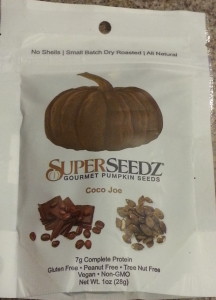 No Shells | Small Batch Dry Roasted | All Natural
SUPERSEEDZ
GOURMET PUMPKIN SEEDS
Coco Joe
7g Complete Protein
Gluten Free • Peanut Free • Tree Nut Free
Vegan • Non-GMO
Net Wt. 1oz (28g)